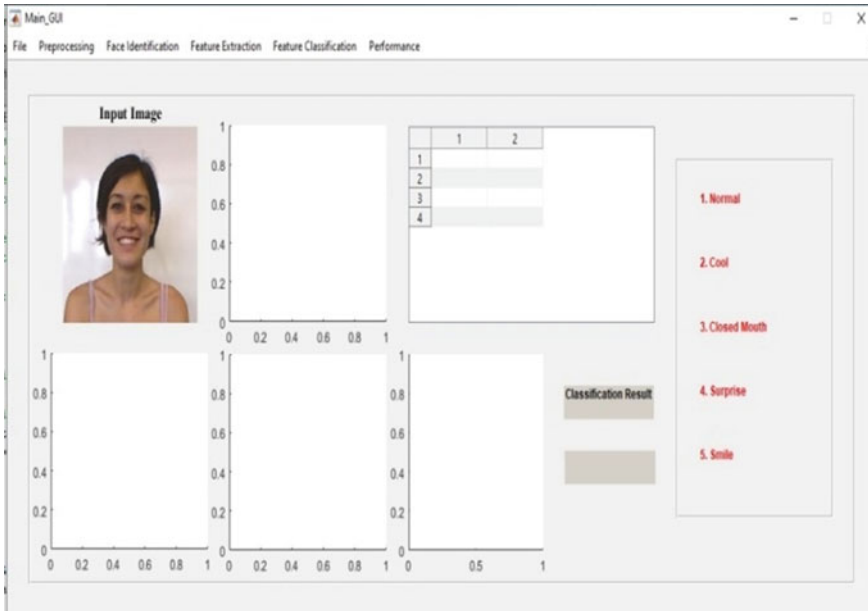 Main_GUI
File Preprocessing Face Identification Feature Extraction Feature Classification Performance
Input Image
1
0.8
0.6
0.4
0.2
0
0 0.2 0.4 0.6 0.8 1
1 2
1
2
3
4
1. Normal
2. Cool
3. Closed Mouth
4. Surprise
5. Smile
1
0.8
0.6
0.4
0.2
0
0 0.2 0.4 0.6 0.8 1
1
0.8
0.6
0.4
0.2
0
0 0.2 0.4 0.6 0.8 1
1
0.8
0.6
0.4
0.2
0
0 0.5 1
Classification Result